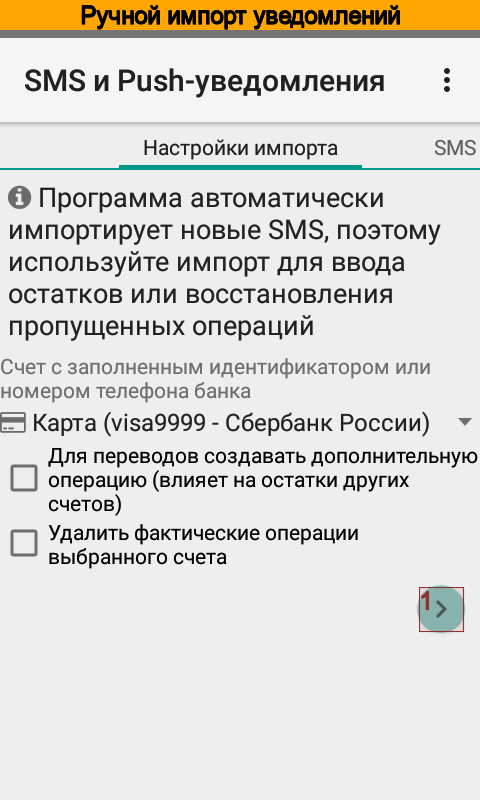 Ручной импорт уведомлений
SMS и Push-уведомления
Настройки импорта
SMS
Программа автоматически
импортирует новые SMS, поэтому
используйте импорт для ввода
остатков или восстановления
пропущенных операций
Счет с заполненным идентификатором или
номером телефона банка
Карта (visa9999 - Сбербанк России)
Для переводов создавать дополнительную
операцию (влияет на остатки других
счетов)
Удалить фактические операции
выбранного счета
1